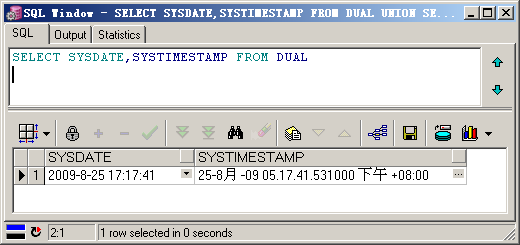 SQL Window - SELECT SYSDATE,SYSTIMESTAMP FROM DUAL UNION SE...
SQL Output Statistics
SELECT SYSDATE,SYSTIMESTAMP FROM DUAL
SYSDATE SYSTIMESTAMP
1 2009-8-25 17:17:41 25-8月 -09 05.17.41.531000 下午 +08:00
2:1 1 row selected in 0 seconds